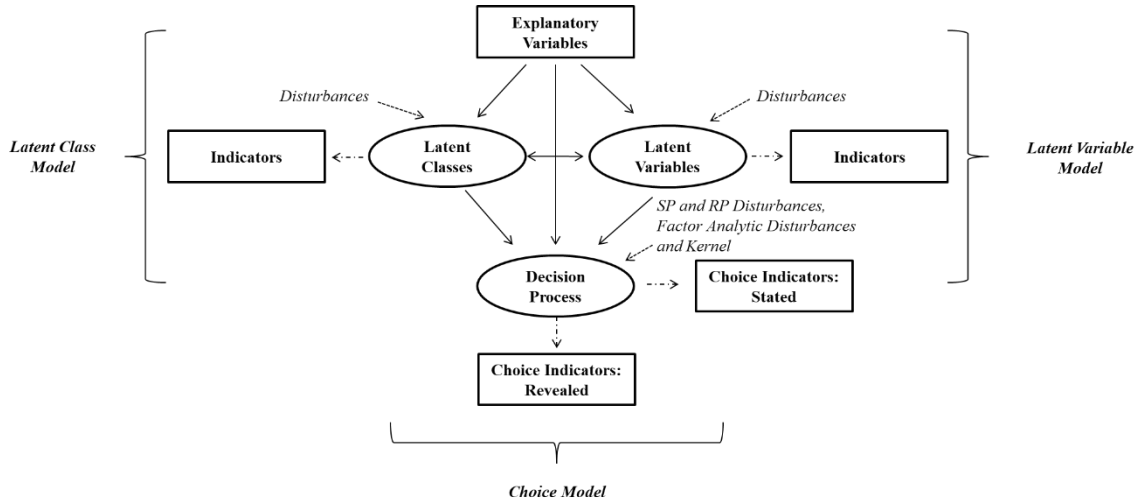 Explanatory
Variables
Disturbances
Disturbances
Latent Class
Model
Indicators
Latent
Classes
Latent
Variables
Indicators
Latent Variable
Model
SP and RP Disturbances,
Factor Analytic Disturbances
and Kernel
Decision
Process
Choice Indicators:
Stated
Choice Indicators:
Revealed
Choice Model